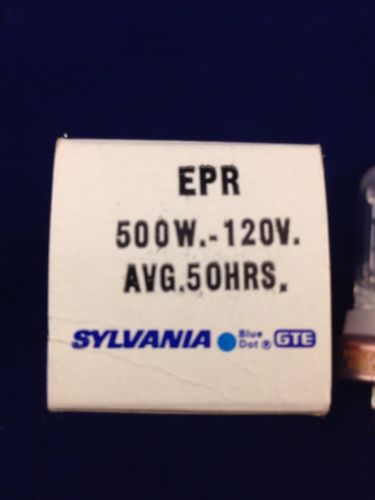 EPR
500W.-120V.
AVG.50HRS.
SYLVANIA Blue Dot ® GTE